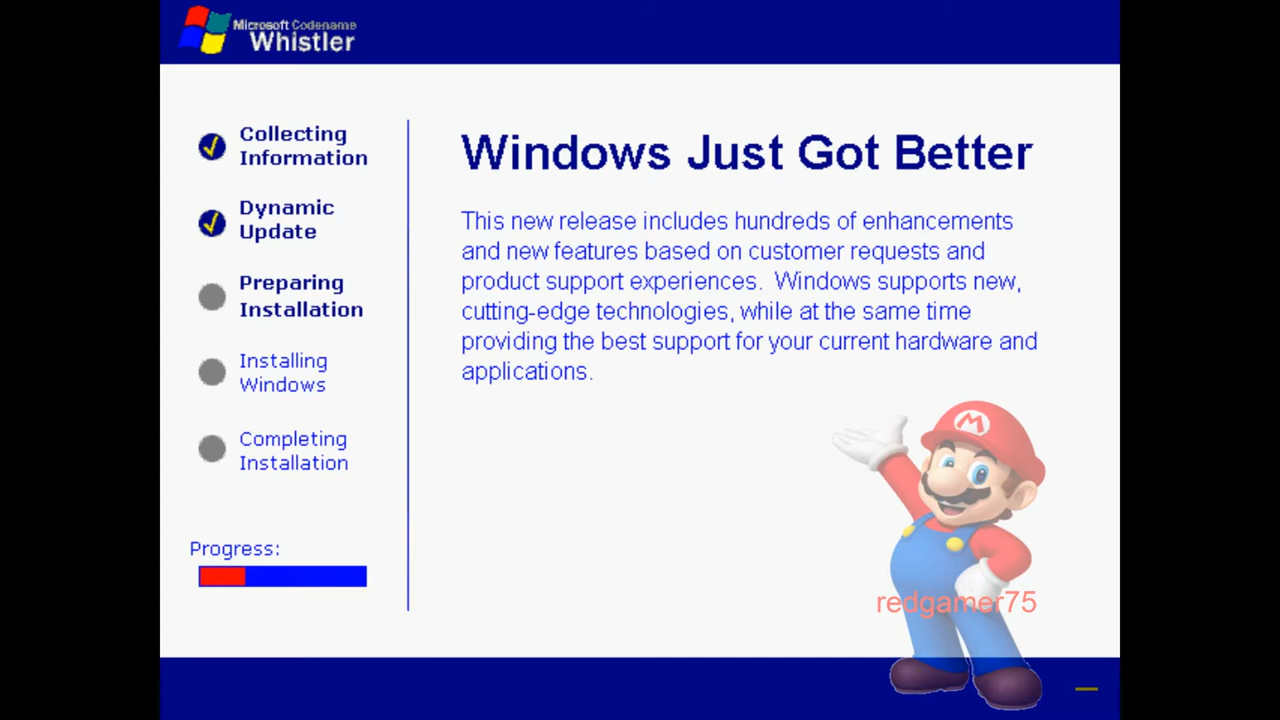 Microsoft Codename
Whistler
Collecting
Information
Dynamic
Update
Preparing
Installation
Installing
Windows
Completing
Installation
Progress:
Windows Just Got Better
This new release includes hundreds of enhancements
and new features based on customer requests and
product support experiences.  Windows supports new,
cutting-edge technologies, while at the same time
providing the best support for your current hardware and
applications.
M
redgamer75